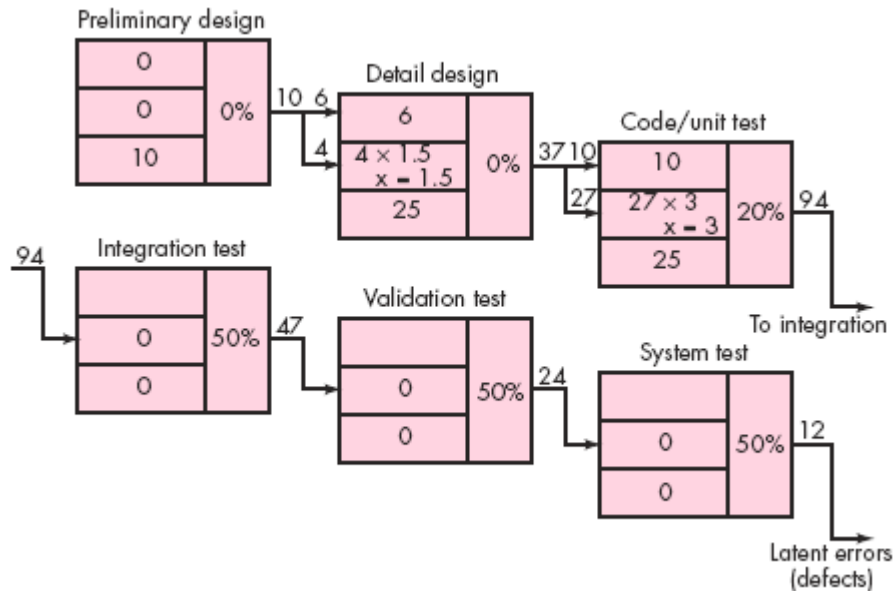 Preliminary design
0
0
10
0%
10 6
4
Detail design
6
4 × 1.5
x = 1.5
25
0%
37 10
27
Code/unit test
10
27 × 3
x = 3
25
20%
94
To integration
94
Integration test
0
0
50%
47
Validation test
0
0
50%
24
System test
0
0
50%
12
Latent errors
(defects)